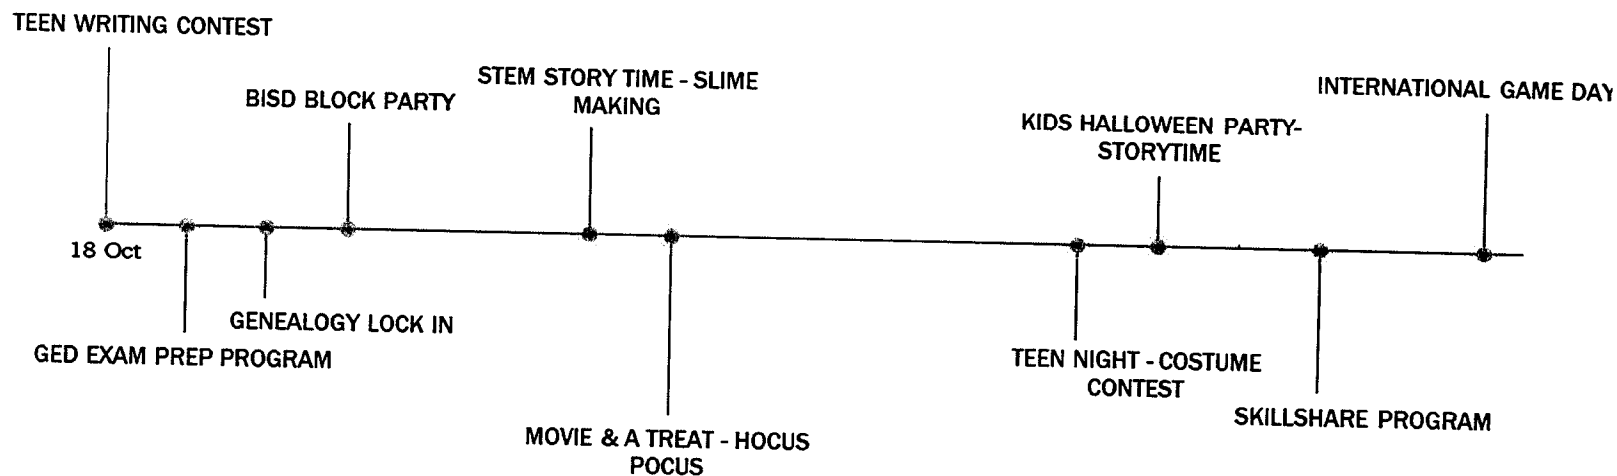 TEEN WRITING CONTEST
BISD BLOCK PARTY
STEM STORY TIME - SLIME
MAKING
KIDS HALLOWEEN PARTY-
STORYTIME
INTERNATIONAL GAME DAY
18 Oct
GED EXAM PREP PROGRAM
GENEALOGY LOCK IN
MOVIE & A TREAT - HOCUS
POCUS
TEEN NIGHT - COSTUME
CONTEST
SKILLSHARE PROGRAM